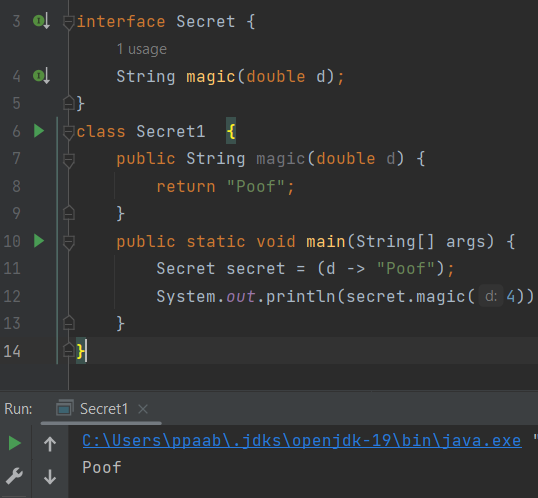 3 interface Secret {
1 usage
4 String magic(double d);
5 }
6 class Secret1  {
7 public String magic(double d) {
8 return "Poof";
9 }
10 public static void main(String[] args) {
11 Secret secret = (d -> "Poof");
12 System.out.println(secret.magic( d: 4))
13 }
14 }
Run: Secret1 ×
C:\Users\ppaab\.jdks\openjdk-19\bin\java.exe "
Poof